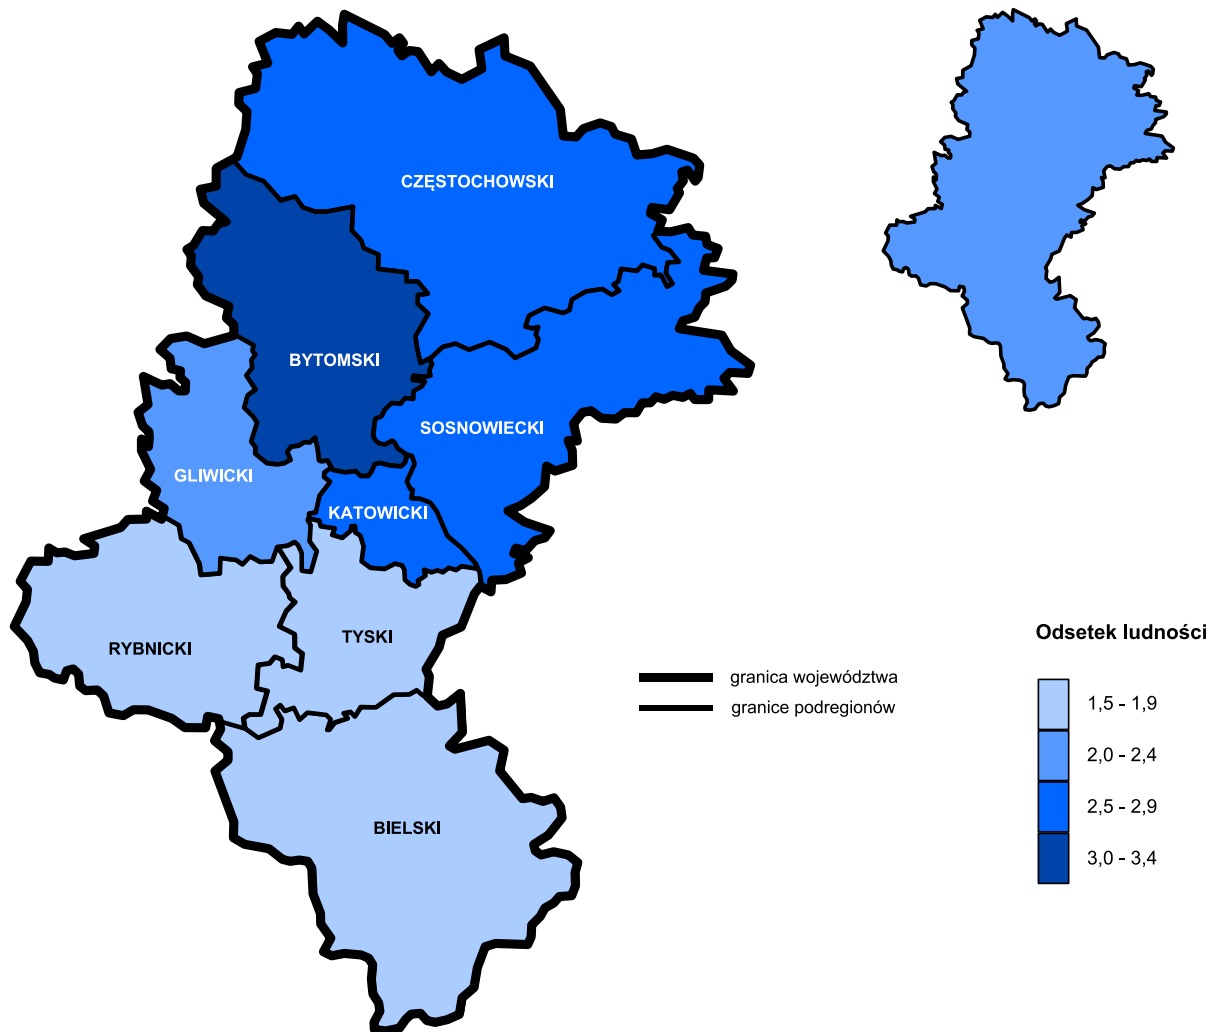 CZĘSTOCHOWSKI
BYTOMSKI
SOSNOWIECKI
GLIWICKI
KATOWICKI
TYSKI
RYBNICKI
BIELSKI
granica województwa
granice podregionów
Odsetek ludności
1,5 - 1,9
2,0 - 2,4
2,5 - 2,9
3,0 - 3,4